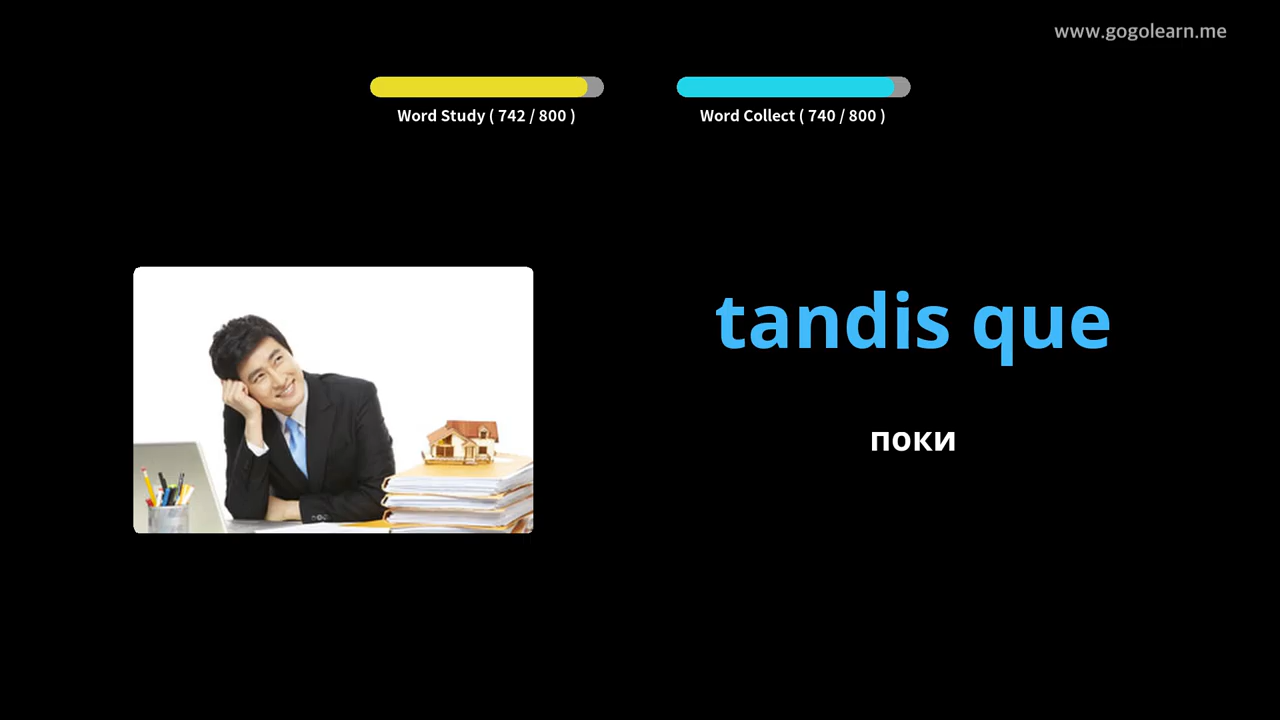 www.gogolearn.me
Word Study ( 742 / 800 )
Word Collect ( 740 / 800 )
tandis que
поки